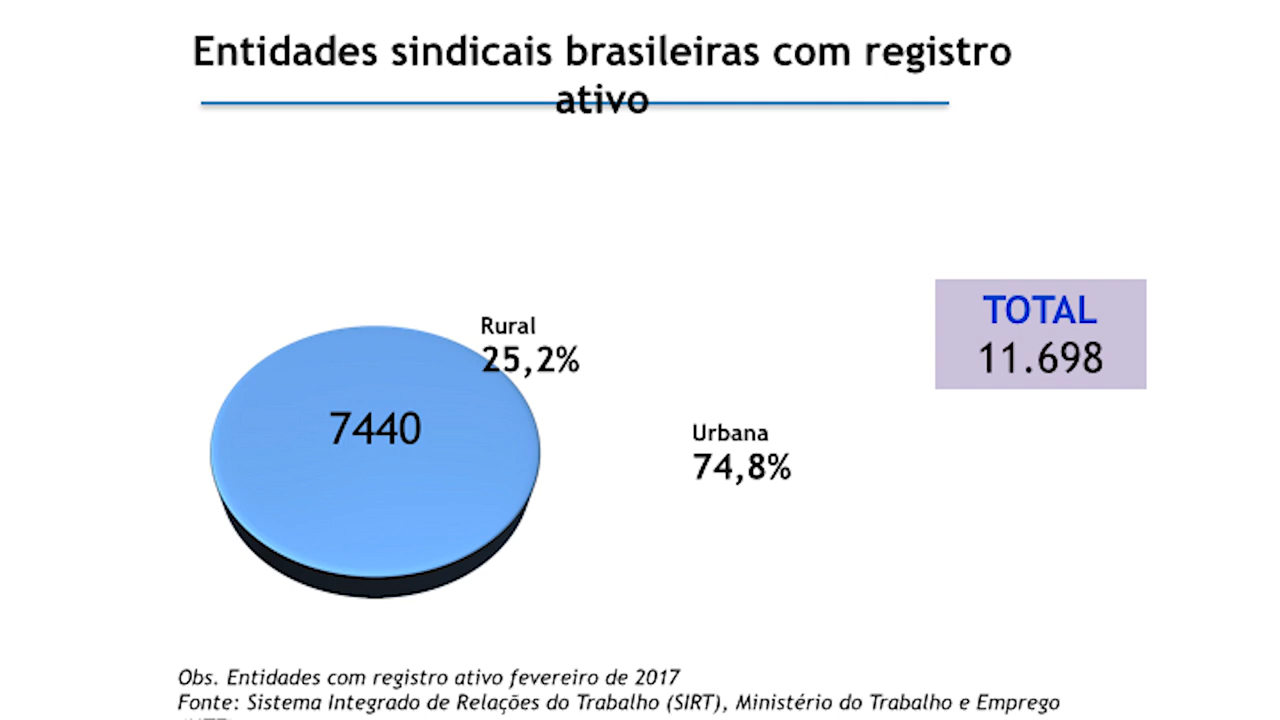 Entidades sindicais brasileiras com registro
ativo
TOTAL
11.698
Rural
25,2%
7440
Urbana
74,8%
Obs. Entidades com registro ativo fevereiro de 2017
Fonte: Sistema Integrado de Relações do Trabalho (SIRT), Ministério do Trabalho e Emprego